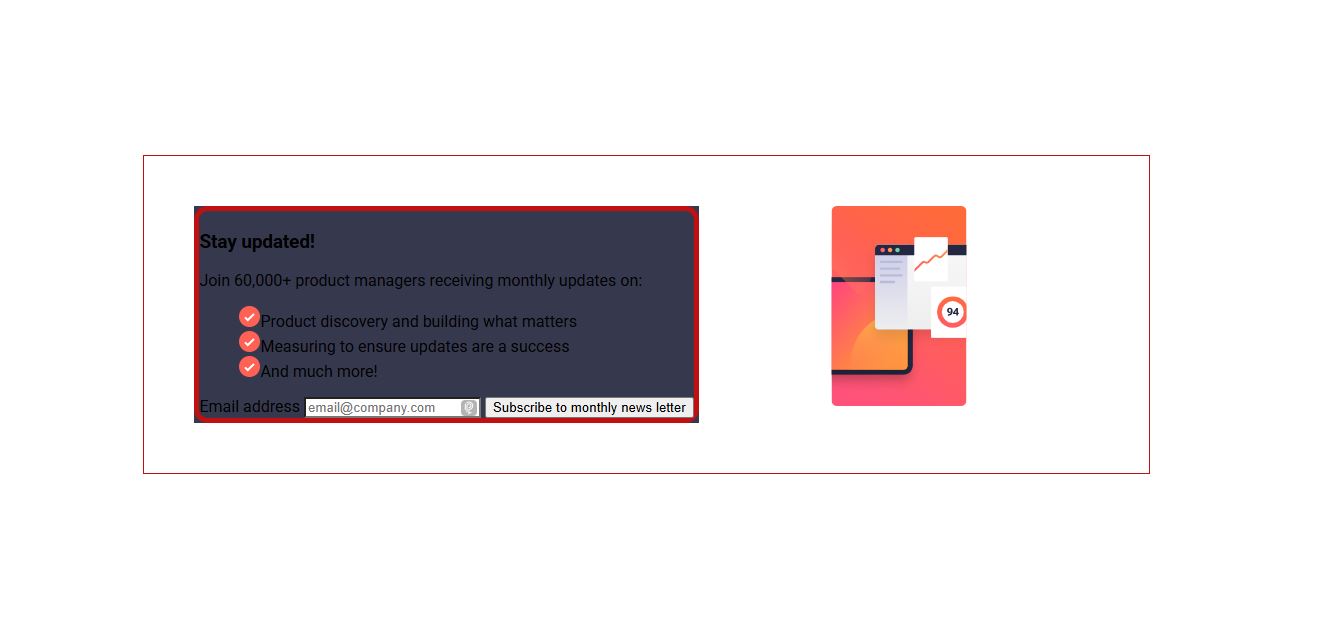 Stay updated!
Join 60,000+ product managers receiving monthly updates on:
Product discovery and building what matters
Measuring to ensure updates are a success
And much more!
Email address email@company.com Subscribe to monthly news letter
94